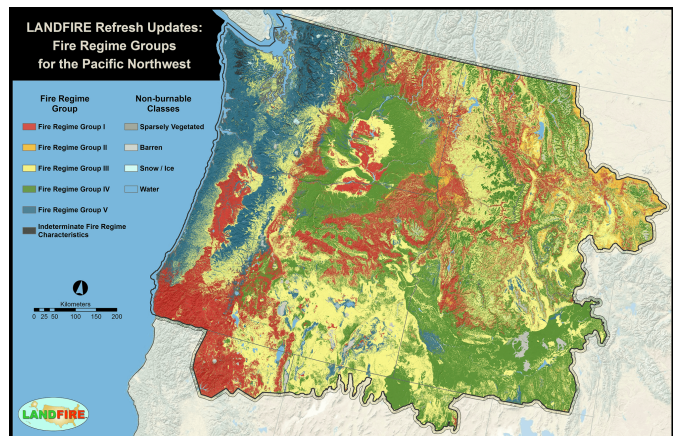 LANDFIRE Refresh Updates:
Fire Regime Groups
for the Pacific Northwest
Fire Regime
Group
Fire Regime Group I
Fire Regime Group II
Fire Regime Group III
Fire Regime Group IV
Fire Regime Group V
Indeterminate Fire Regime
Characteristics
Non-burnable
Classes
Sparsely Vegetated
Barren
Snow / Ice
Water
Kilometers
0 25 50 100 150 200
LANDFIRE